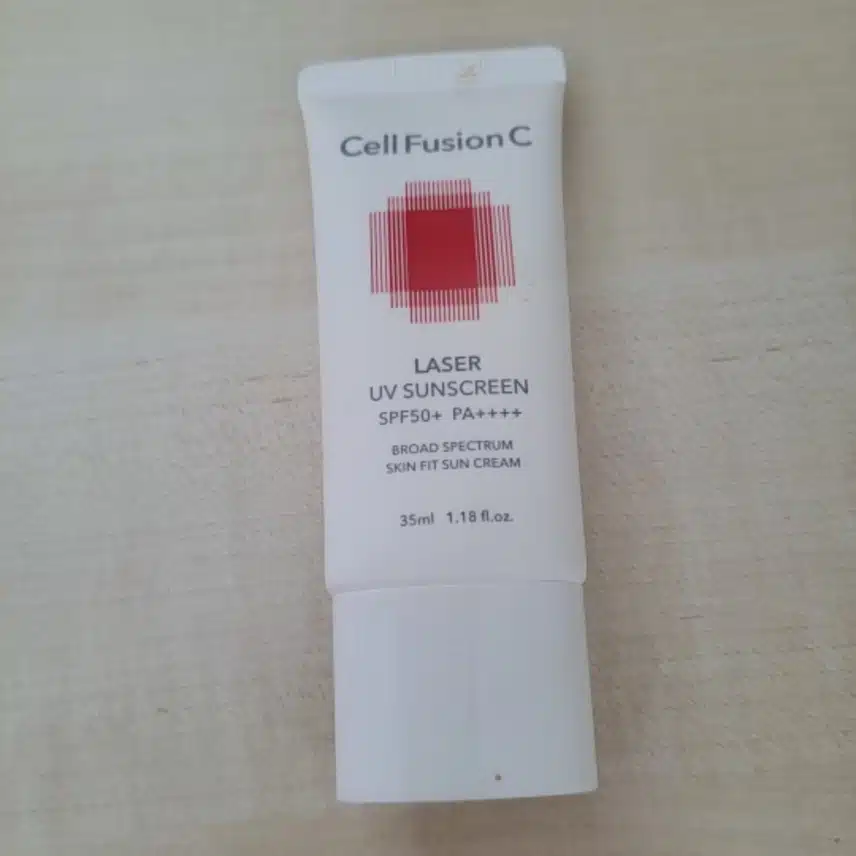 Cell Fusion C
LASER
UV SUNSCREEN
SPF50+ PA++++
BROAD SPECTRUM
SKIN FIT SUN CREAM
35ml 1.18 fl.oz.